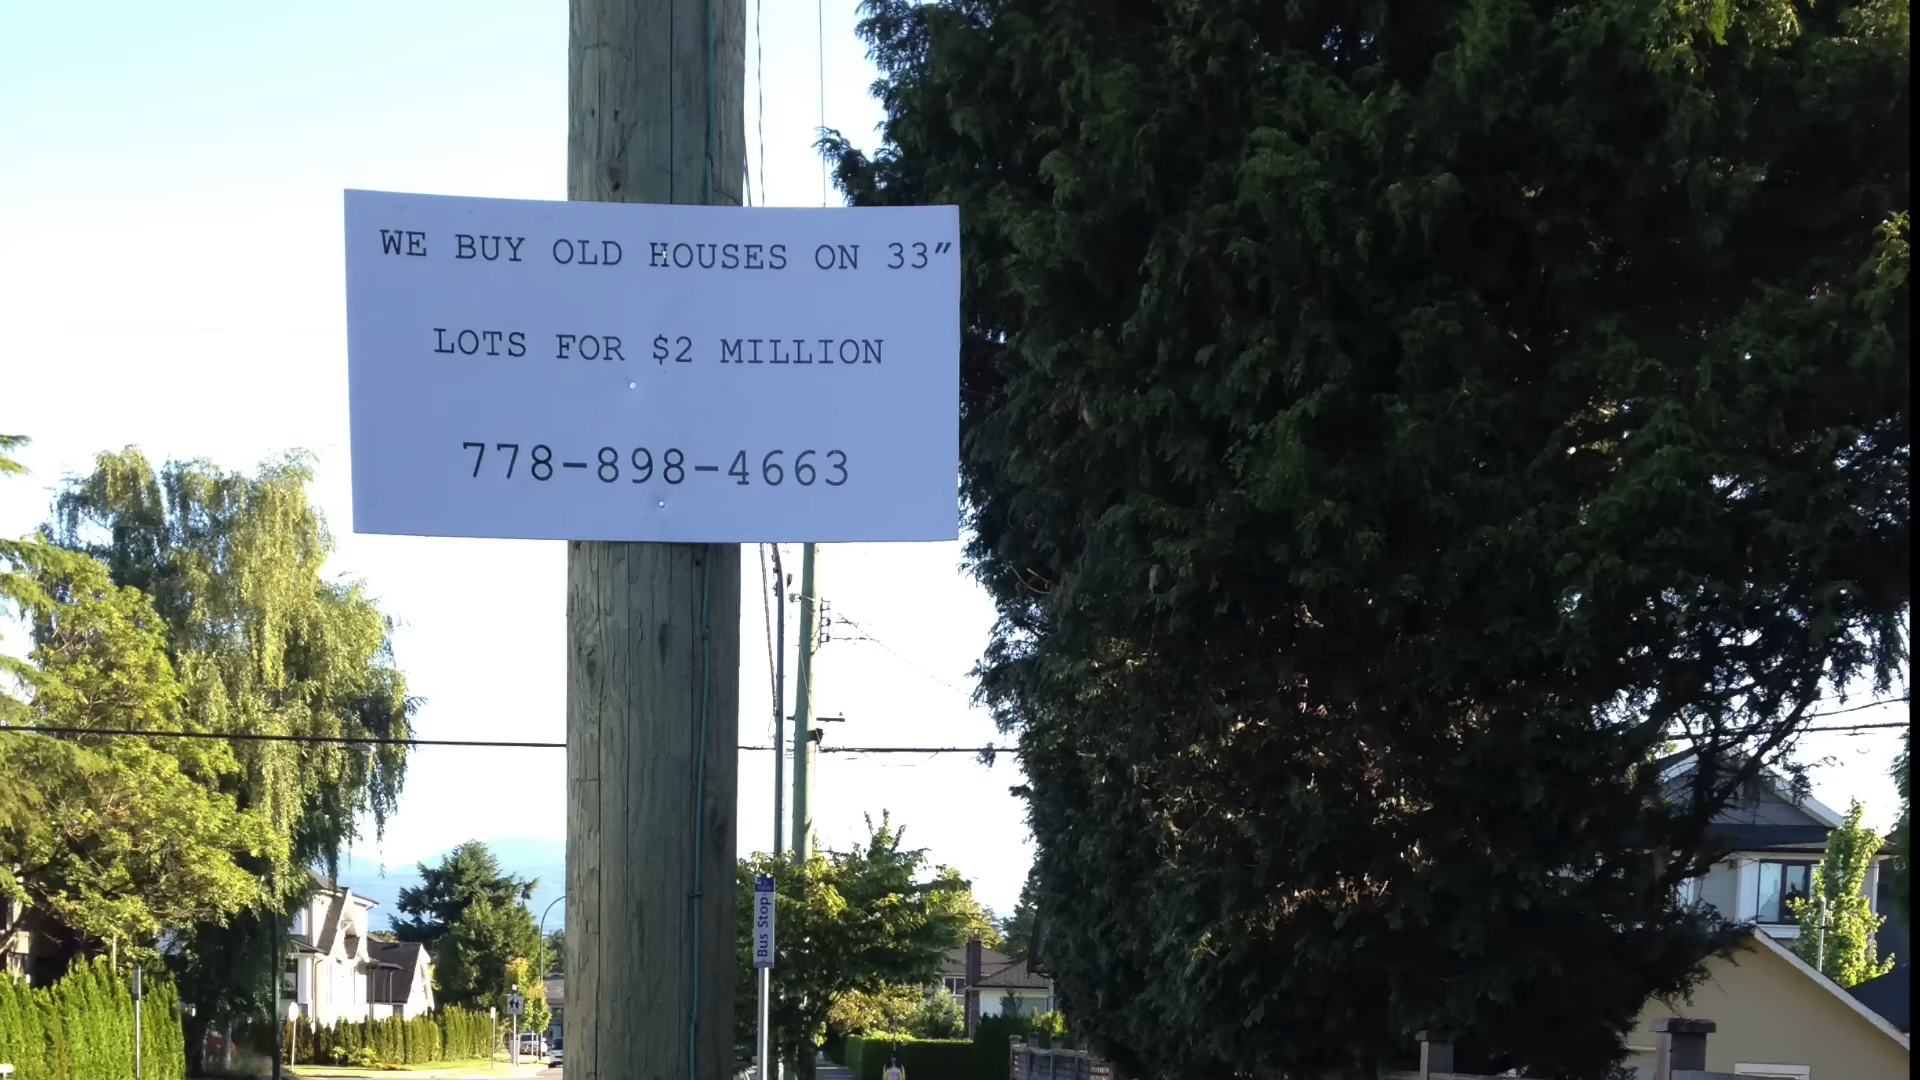 WE BUY OLD HOUSES ON 33"
LOTS FOR $2 MILLION
778-898-4663
Bus Stop